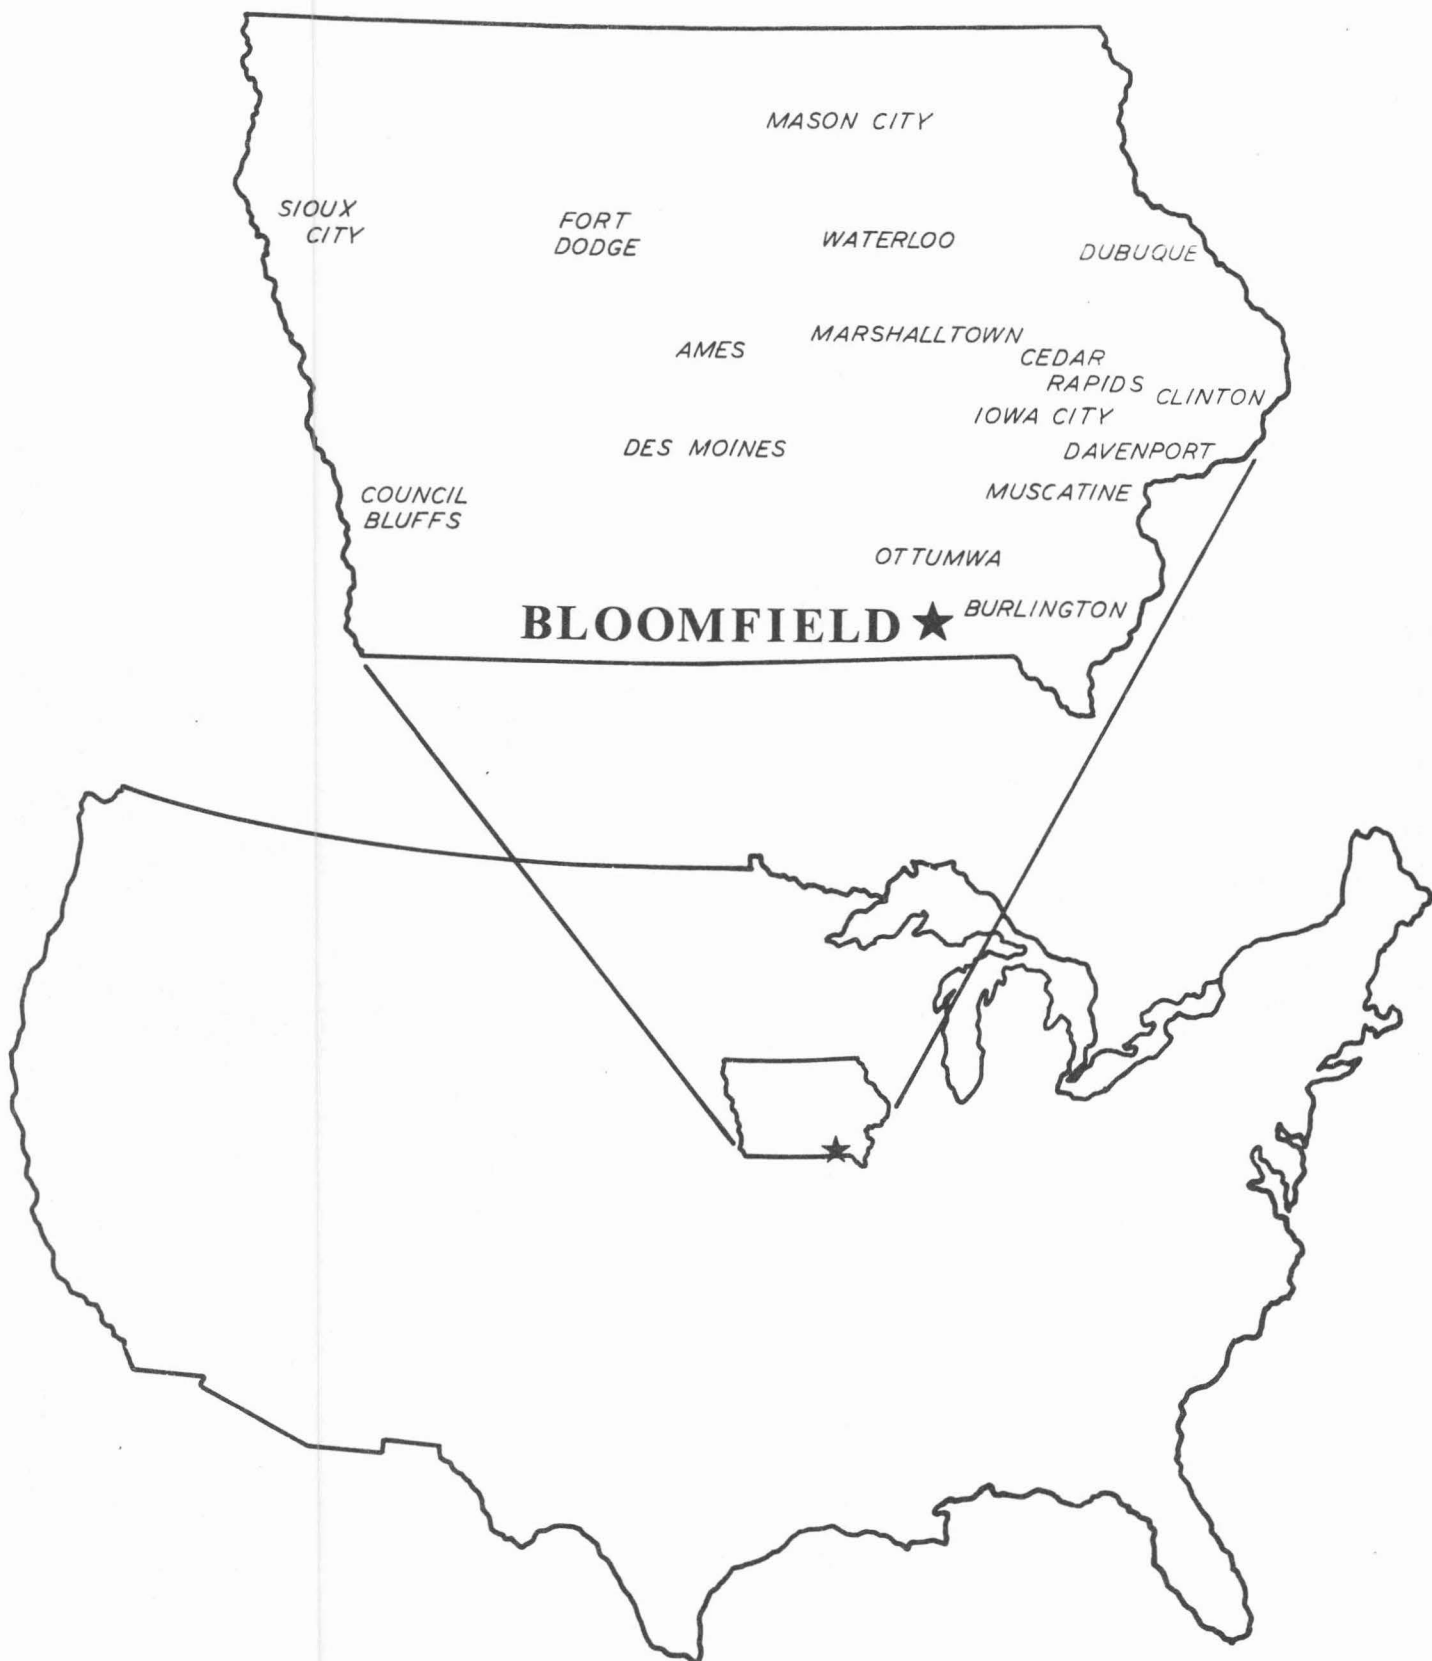 MASON CITY
SIOUX
CITY
FORT
DODGE
WATERLOO
DUBUQUE
MARSHALLTOWN
AMES
CEDAR
RAPIDS
CLINTON
IOWA CITY
DES MOINES
DAVENPORT
COUNCIL
BLUFFS
MUSCATINE
OTTUMWA
BLOOMFIELD
BURLINGTON